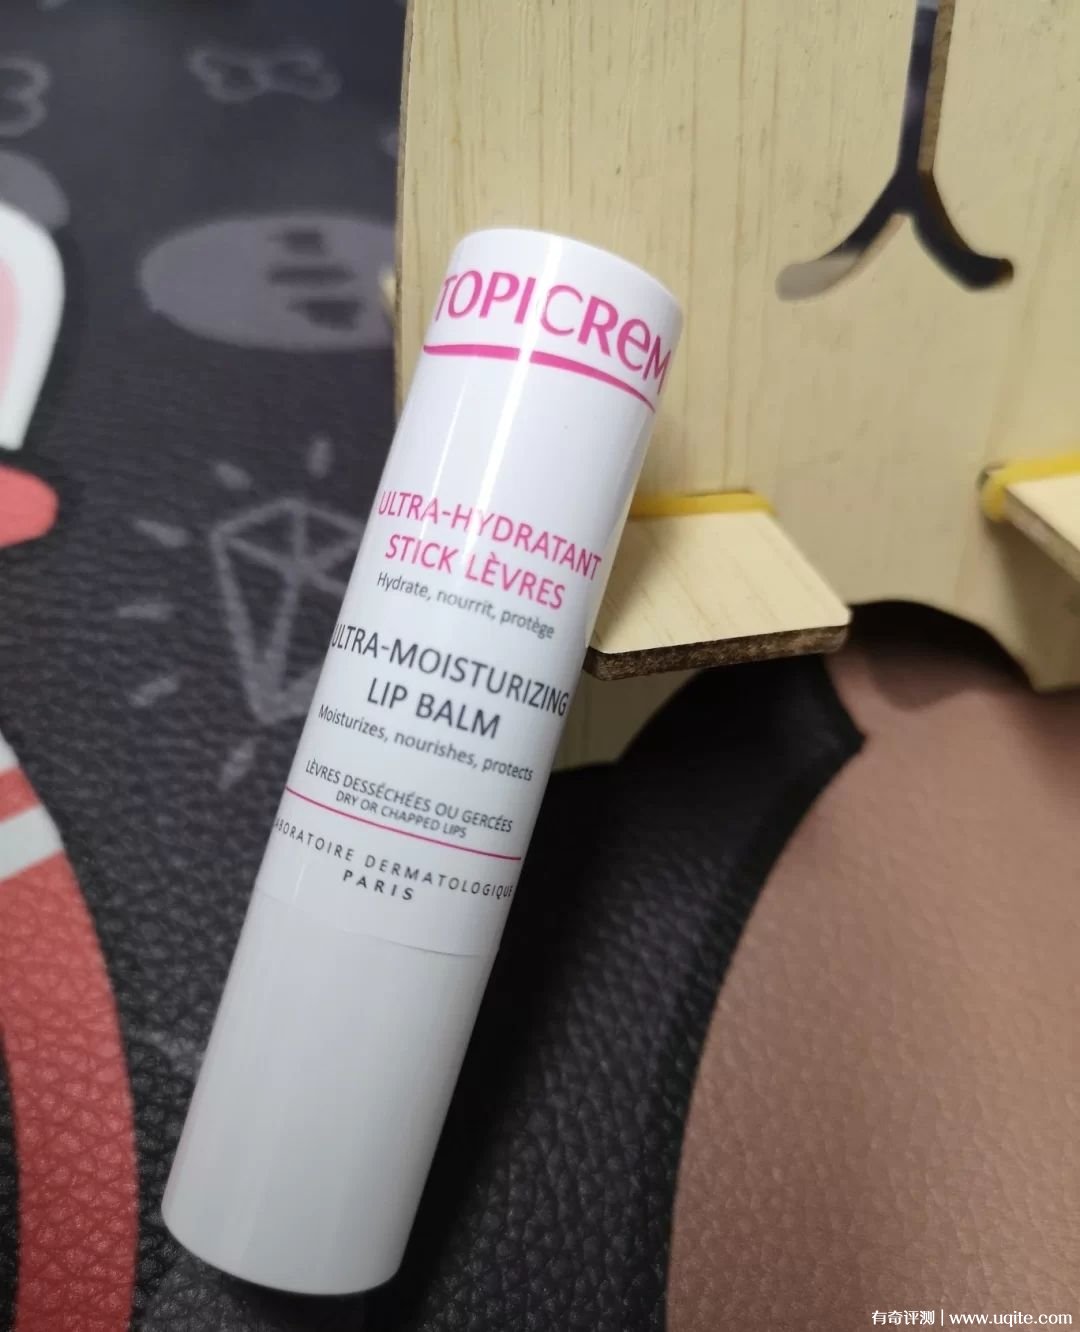 TOPICREM
ULTRA-HYDRATANT
STICK LÈVRES
Hydrate, nourrit, protège
ULTRA-MOISTURIZING
LIP BALM
Moisturizes, nourishes, protects
LÈVRES DESSÉCHÉES OU GERCÉES
DRY OR CHAPPED LIPS
LABORATOIRE DERMATOLOGIQUE
PARIS
有奇评测 | www.uqite.com